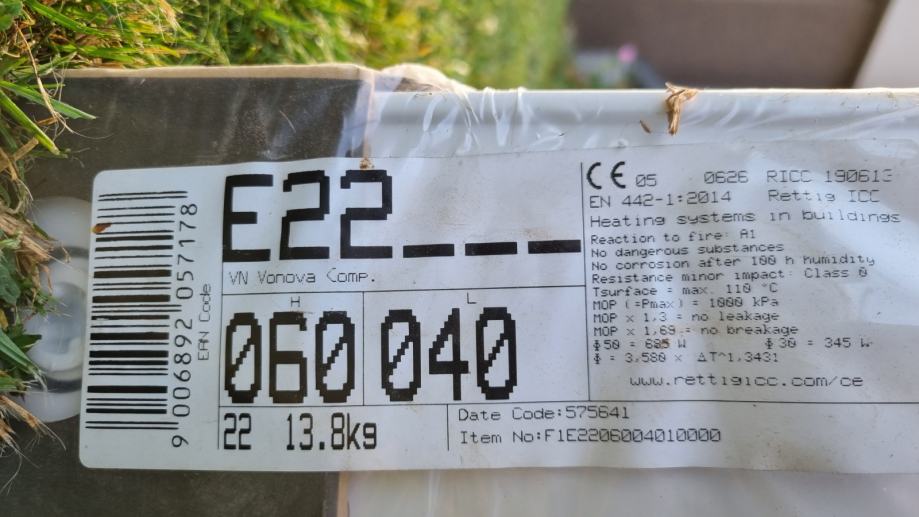 9 006892 057178
EAN Code
E22_ _ _
VN Vonova Comp.
H L
060 040
22 13.8kg
CE 05 0626 RICC 190613
EN 442-1:2014 Rettig ICC
Heating systems in buildings
Reaction to fire: A1
No dangerous substances
No corrosion after 100 h humidity
Resistance minor impact: Class 0
Tsurface = max. 110 °C
MOP (=Pmax) = 1000 kPa
MOP x 1,3 = no leakage
MOP x 1,69 = no breakage
Φ50 = 685 W Φ30 = 345 W
Φ = 3,580 x ΔT^1,3431
www.rettigicc.com/ce
Date Code:575641
Item No:F1E2206004010000